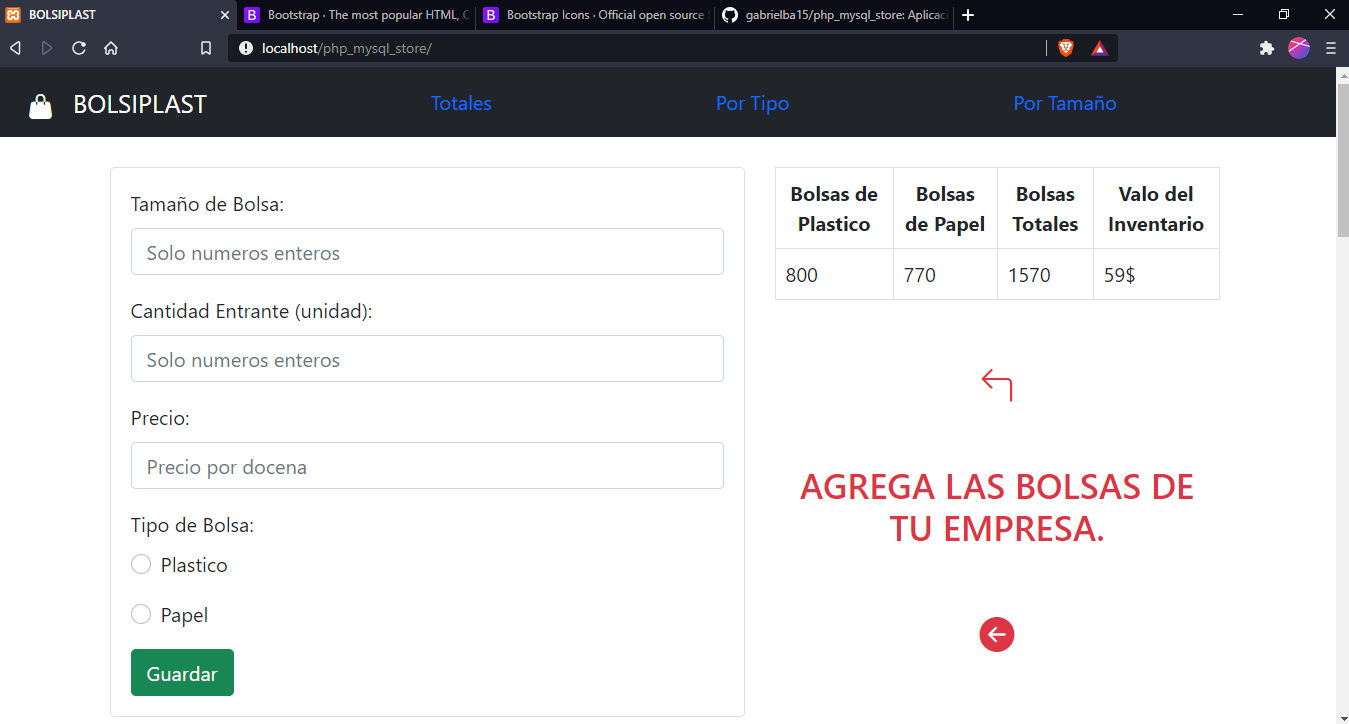 BOLSIPLAST
Bootstrap · The most popular HTML, C
Bootstrap Icons · Official open source
gabrielba15/php_mysql_store: Aplicaci
localhost/php_mysql_store/
BOLSIPLAST
Totales
Por Tipo
Por Tamaño
Tamaño de Bolsa:
Solo numeros enteros
Cantidad Entrante (unidad):
Solo numeros enteros
Precio:
Precio por docena
Tipo de Bolsa:
Plastico
Papel
Guardar
Bolsas de Plastico
Bolsas de Papel
Bolsas Totales
Valo del Inventario
800
770
1570
59$
AGREGA LAS BOLSAS DE
TU EMPRESA.